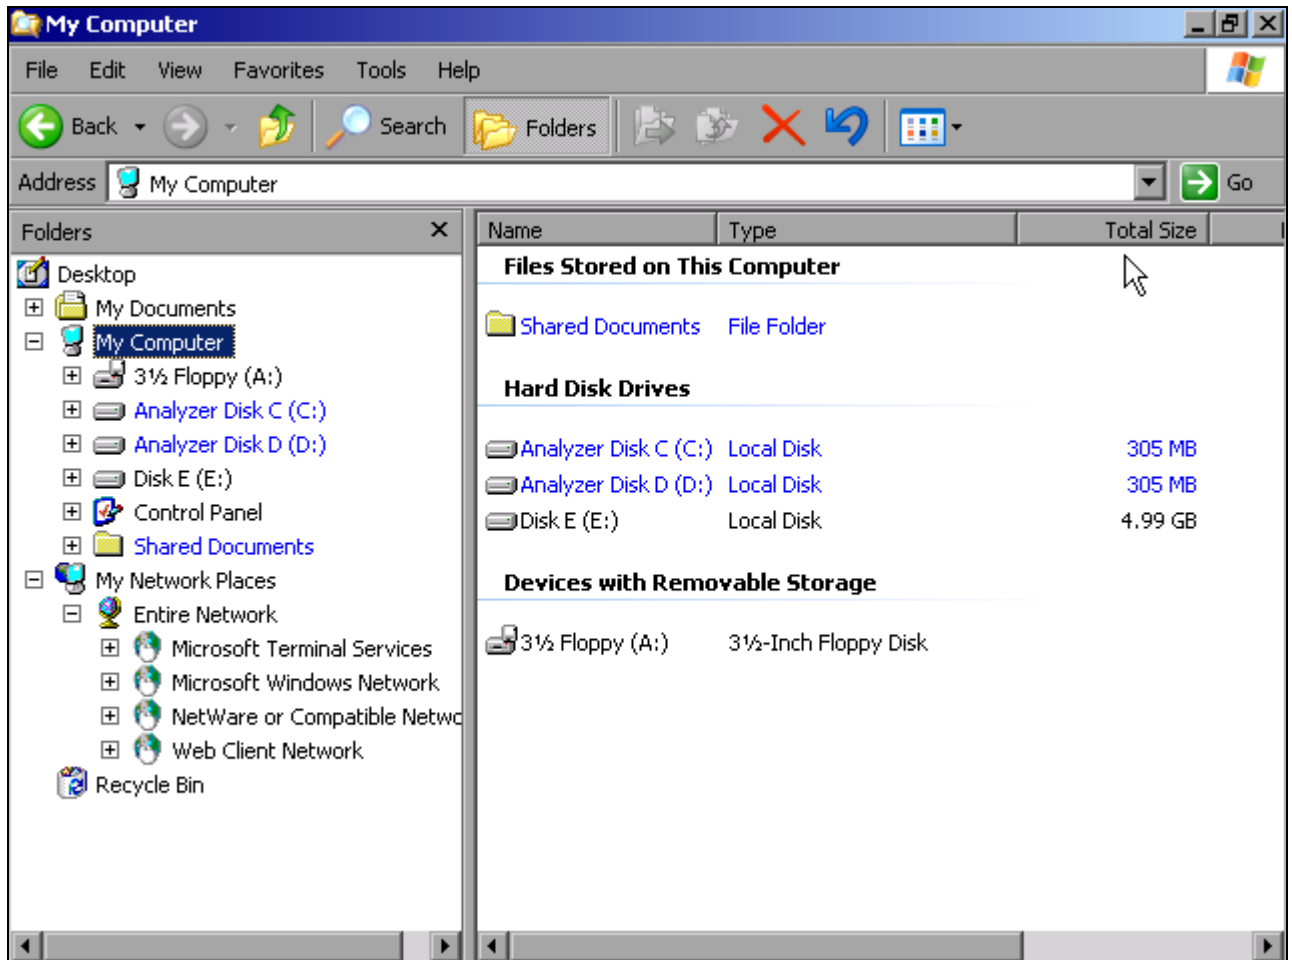 My Computer
File Edit View Favorites Tools Help
Back Search Folders
Address My Computer Go
Folders
Desktop
My Documents
My Computer
3½ Floppy (A:)
Analyzer Disk C (C:)
Analyzer Disk D (D:)
Disk E (E:)
Control Panel
Shared Documents
My Network Places
Entire Network
Microsoft Terminal Services
Microsoft Windows Network
NetWare or Compatible Netwo
Web Client Network
Recycle Bin
Name Type Total Size
Files Stored on This Computer
Shared Documents File Folder
Hard Disk Drives
Analyzer Disk C (C:) Local Disk 305 MB
Analyzer Disk D (D:) Local Disk 305 MB
Disk E (E:) Local Disk 4.99 GB
Devices with Removable Storage
3½ Floppy (A:) 3½-Inch Floppy Disk